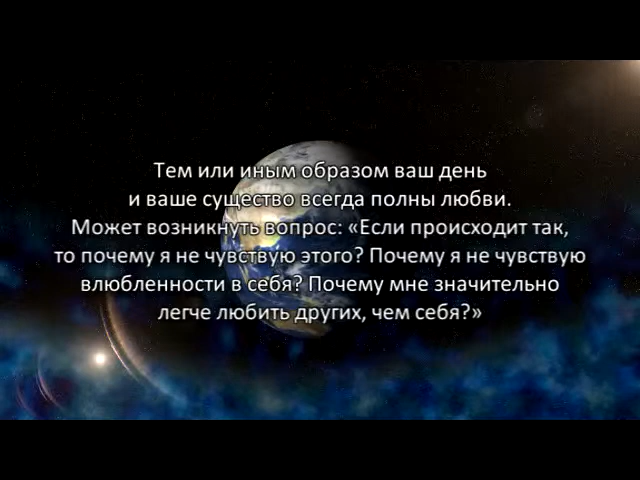 Тем или иным образом ваш день
и ваше существо всегда полны любви.
Может возникнуть вопрос: «Если происходит так,
то почему я не чувствую этого? Почему я не чувствую
влюбленности в себя? Почему мне значительно
легче любить других, чем себя?»